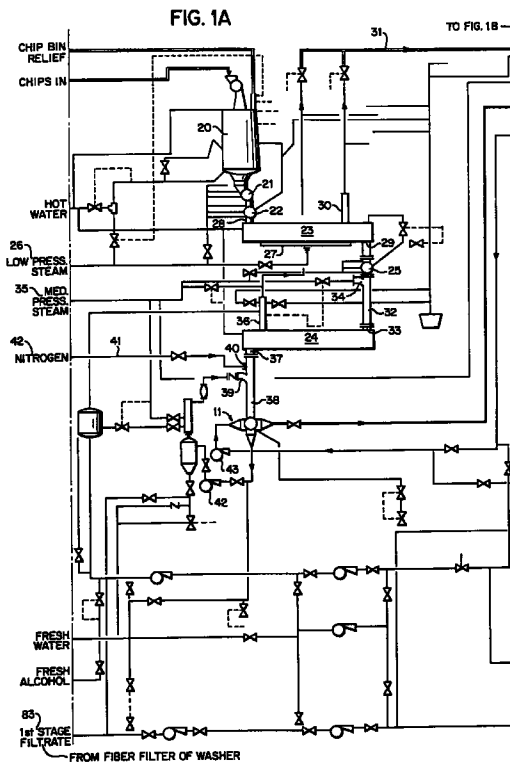 FIG. 1A
TO FIG. 1B
CHIP BIN
RELIEF
31
CHIPS IN
20
21
22
28
30
HOT
WATER
23
29
26
LOW PRESS.
STEAM
27
25
35
MED.
PRESS.
STEAM
34
32
36
33
24
42
NITROGEN
41
40
37
39
38
11
43
42
FRESH
WATER
FRESH
ALCOHOL
83
1st STAGE
FILTRATE
FROM FIBER FILTER OF WASHER